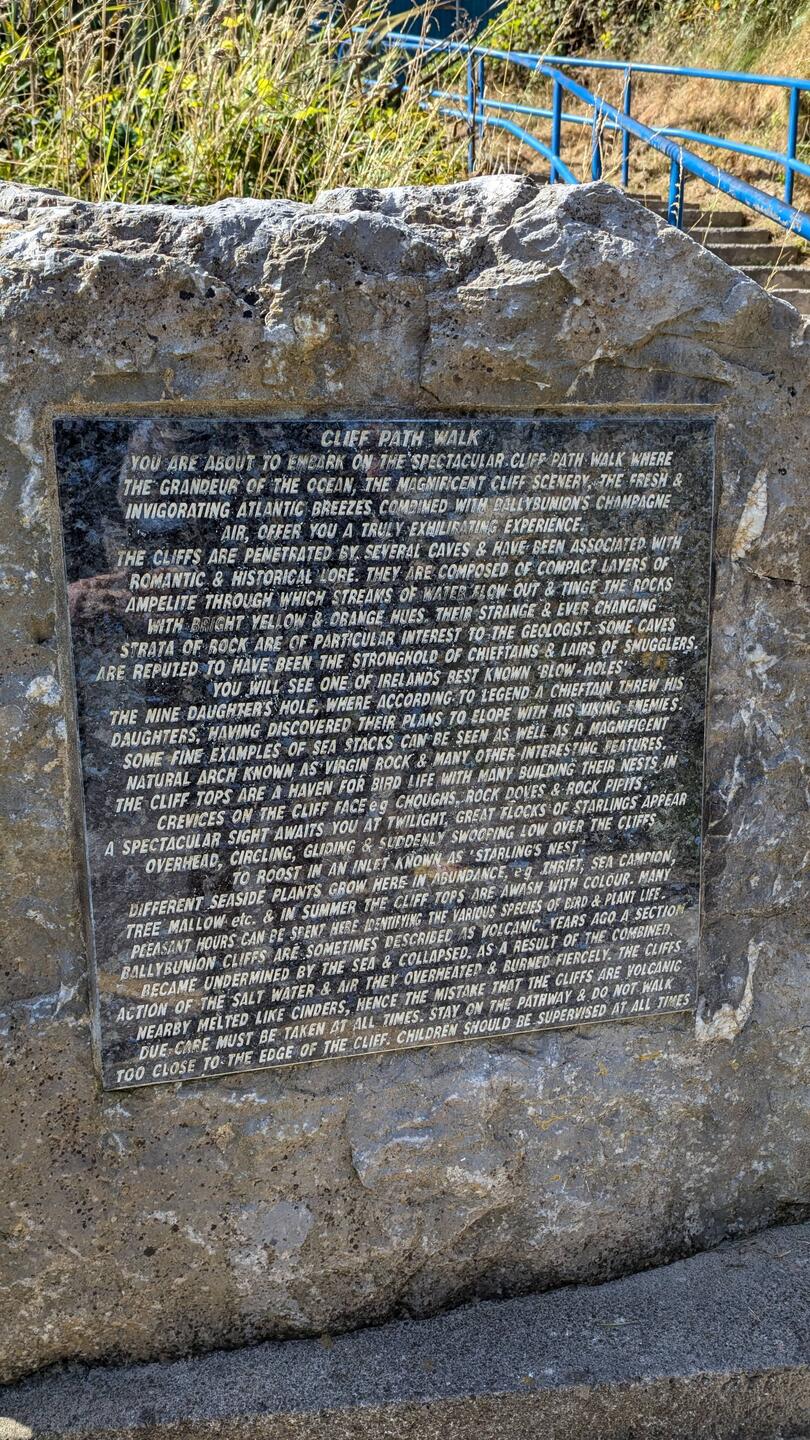 CLIFF PATH WALK
YOU ARE ABOUT TO EMBARK ON THE SPECTACULAR CLIFF PATH WALK WHERE
THE GRANDEUR OF THE OCEAN, THE MAGNIFICENT CLIFF SCENERY, THE FRESH &
INVIGORATING ATLANTIC BREEZES COMBINED WITH BALLYBUNION'S CHAMPAGNE
AIR, OFFER YOU A TRULY EXHILIRATING EXPERIENCE.
THE CLIFFS ARE PENETRATED BY SEVERAL CAVES & HAVE BEEN ASSOCIATED WITH
ROMANTIC & HISTORICAL LORE. THEY ARE COMPOSED OF COMPACT LAYERS OF
AMPELITE THROUGH WHICH STREAKS OF WATER FLOW OUT & TINGE THE ROCKS
WITH BRIGHT YELLOW & ORANGE HUES. THEIR STRANGE & EVER CHANGING
STRATA OF ROCK ARE OF PARTICULAR INTEREST TO THE GEOLOGIST. SOME CAVES
ARE REPUTED TO HAVE BEEN THE STRONGHOLD OF CHIEFTAINS & LAIRS OF SMUGGLERS.
YOU WILL SEE ONE OF IRELANDS BEST KNOWN 'BLOW-HOLES'
THE NINE DAUGHTER'S HOLE, WHERE ACCORDING TO LEGEND A CHIEFTAIN THREW HIS
DAUGHTERS, HAVING DISCOVERED THEIR PLANS TO ELOPE WITH HIS VIKING ENEMIES.
SOME FINE EXAMPLES OF SEA STACKS CAN BE SEEN AS WELL AS A MAGNIFICENT
NATURAL ARCH KNOWN AS VIRGIN ROCK & MANY OTHER INTERESTING FEATURES.
THE CLIFF TOPS ARE A HAVEN FOR BIRD LIFE WITH MANY BUILDING THEIR NESTS IN
CREVICES ON THE CLIFF FACE e g CHOUGHS, ROCK DOVES & ROCK PIPITS.
A SPECTACULAR SIGHT AWAITS YOU AT TWILIGHT, GREAT FLOCKS OF STARLINGS APPEAR
OVERHEAD, CIRCLING, GLIDING & SUDDENLY SWOOPING LOW OVER THE CLIFFS
TO ROOST IN AN INLET KNOWN AS 'STARLING'S NEST'.
DIFFERENT SEASIDE PLANTS GROW HERE IN ABUNDANCE, e g THRIFT, SEA CAMPION,
TREE MALLOW etc. & IN SUMMER THE CLIFF TOPS ARE AWASH WITH COLOUR. MANY
PEEASANT HOURS CAN BE SPENT HERE IDENTIFYING THE VARIOUS SPECIES OF BIRD & PLANT LIFE.
BALLYBUNION CLIFFS ARE SOMETIMES DESCRIBED AS VOLCANIC. YEARS AGO A SECTION
BECAME UNDERMINED BY THE SEA & COLLAPSED. AS A RESULT OF THE COMBINED
ACTION OF THE SALT WATER & AIR THEY OVERHEATED & BURNED FIERCELY. THE CLIFFS
NEARBY MELTED LIKE CINDERS, HENCE THE MISTAKE THAT THE CLIFFS ARE VOLCANIC
DUE CARE MUST BE TAKEN AT ALL TIMES. STAY ON THE PATHWAY & DO NOT WALK
TOO CLOSE TO THE EDGE OF THE CLIFF. CHILDREN SHOULD BE SUPERVISED AT ALL TIMES